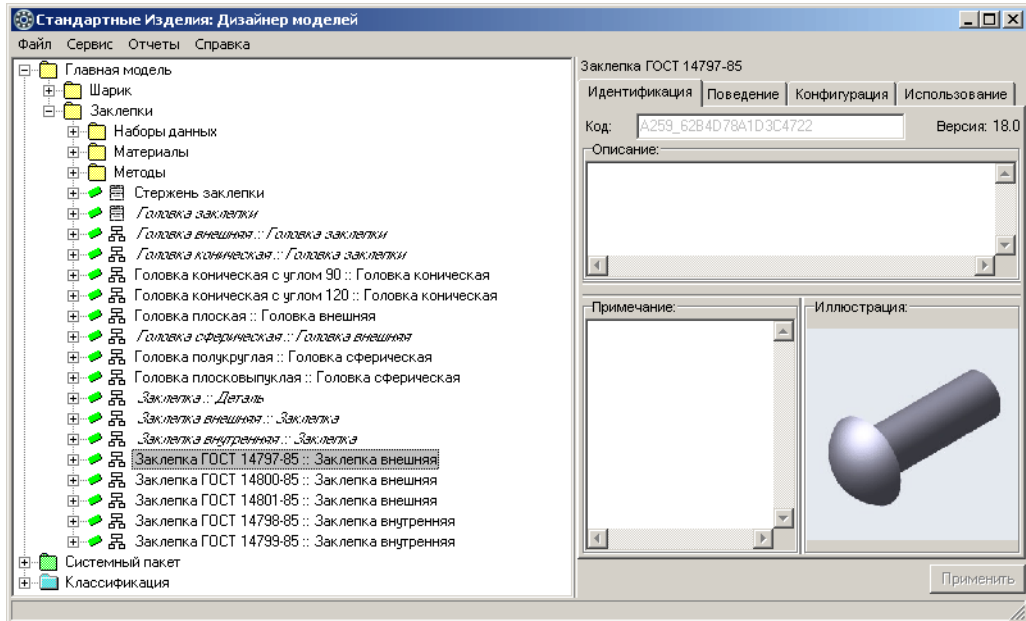 Стандартные Изделия: Дизайнер моделей
Файл Сервис Отчеты Справка
Главная модель
Шарик
Заклепки
Наборы данных
Материалы
Методы
Стержень заклепки
Головка заклепки
Головка внешняя :: Головка заклепки
Головка коническая :: Головка заклепки
Головка коническая с углом 90 :: Головка коническая
Головка коническая с углом 120 :: Головка коническая
Головка плоская :: Головка внешняя
Головка сферическая :: Головка внешняя
Головка полукруглая :: Головка сферическая
Головка плосковыпуклая :: Головка сферическая
Заклепка :: Деталь
Заклепка внешняя :: Заклепка
Заклепка внутренняя :: Заклепка
Заклепка ГОСТ 14797-85 :: Заклепка внешняя
Заклепка ГОСТ 14800-85 :: Заклепка внешняя
Заклепка ГОСТ 14801-85 :: Заклепка внешняя
Заклепка ГОСТ 14798-85 :: Заклепка внутренняя
Заклепка ГОСТ 14799-85 :: Заклепка внутренняя
Системный пакет
Классификация
Заклепка ГОСТ 14797-85
Идентификация Поведение Конфигурация Использование
Код: A259_62B4D78A1D3C4722 Версия: 18.0
Описание:
Примечание:
Иллюстрация:
Применить